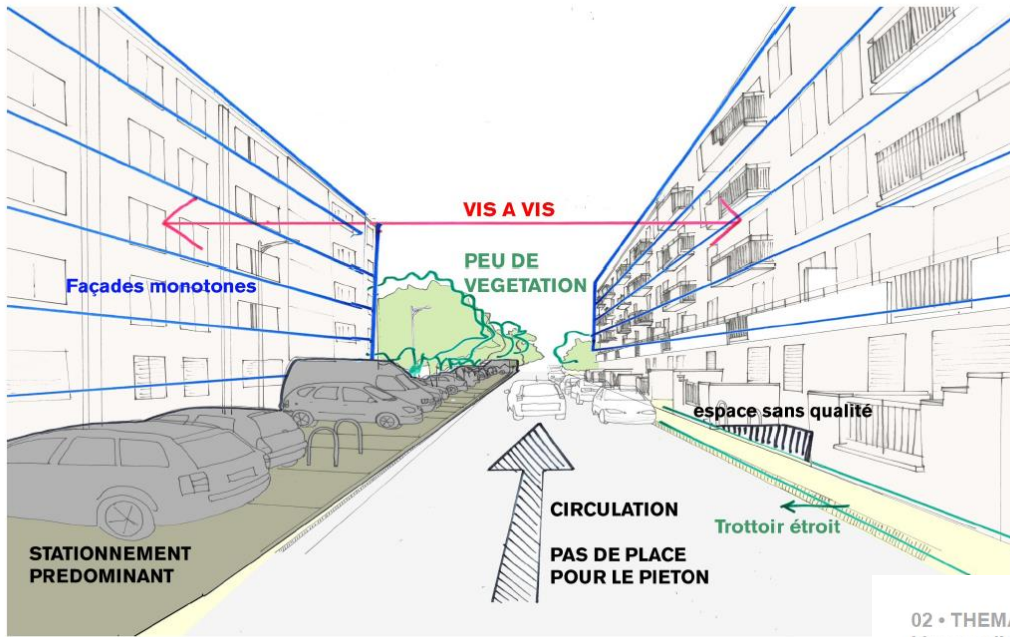 VIS A VIS
PEU DE
VEGETATION
Façades monotones
espace sans qualité
CIRCULATION
Trottoir étroit
PAS DE PLACE
POUR LE PIETON
STATIONNEMENT
PREDOMINANT
02 • THEMA